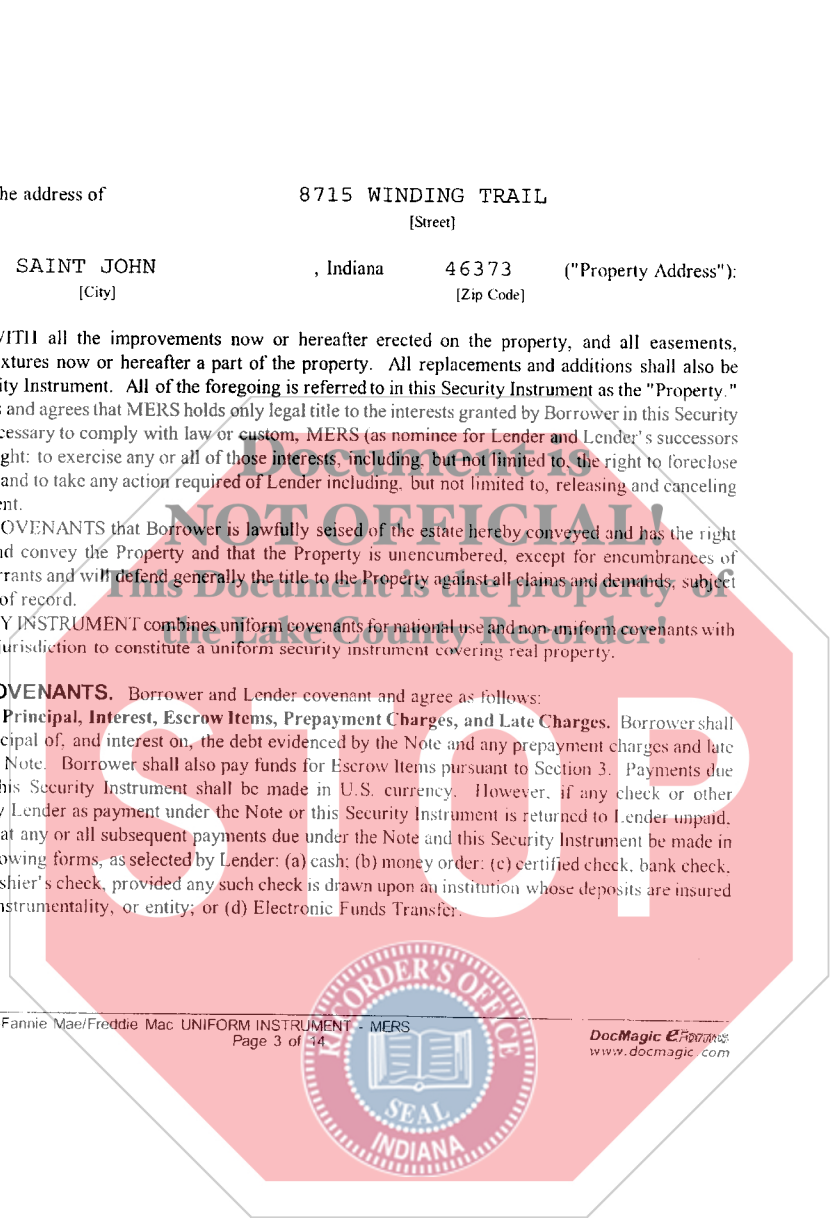 he address of 8715 WINDING TRAIL
[Street]
SAINT JOHN , Indiana 46373 ("Property Address"):
[City] [Zip Code]
WITH all the improvements now or hereafter erected on the property, and all easements,
xtures now or hereafter a part of the property. All replacements and additions shall also be
ity Instrument. All of the foregoing is referred to in this Security Instrument as the "Property."
s and agrees that MERS holds only legal title to the interests granted by Borrower in this Security
cessary to comply with law or custom, MERS (as nominee for Lender and Lender's successors
ght: to exercise any or all of those interests, including, but not limited to, the right to foreclose
and to take any action required of Lender including, but not limited to, releasing and canceling
ent.
OVENANTS that Borrower is lawfully seised of the estate hereby conveyed and has the right
nd convey the Property and that the Property is unencumbered, except for encumbrances of
rrants and will defend generally the title to the Property against all claims and demands, subject
of record.
Y INSTRUMENT combines uniform covenants for national use and non-uniform covenants with
jurisdiction to constitute a uniform security instrument covering real property.
OVENANTS. Borrower and Lender covenant and agree as follows:
Principal, Interest, Escrow Items, Prepayment Charges, and Late Charges. Borrower shall
cipal of, and interest on, the debt evidenced by the Note and any prepayment charges and late
Note. Borrower shall also pay funds for Escrow Items pursuant to Section 3. Payments due
his Security Instrument shall be made in U.S. currency. However, if any check or other
y Lender as payment under the Note or this Security Instrument is returned to Lender unpaid,
at any or all subsequent payments due under the Note and this Security Instrument be made in
owing forms, as selected by Lender: (a) cash; (b) money order; (c) certified check, bank check,
shier's check, provided any such check is drawn upon an institution whose deposits are insured
nstrumentality, or entity; or (d) Electronic Funds Transfer.
Fannie Mae/Freddie Mac UNIFORM INSTRUMENT - MERS
Page 3 of 14
DocMagic eForms
www.docmagic.com
Document is
NOT OFFICIAL!
This Document is the property of
the Lake County Recorder!
STOP
RECORDER'S OFFICE
SEAL
INDIANA